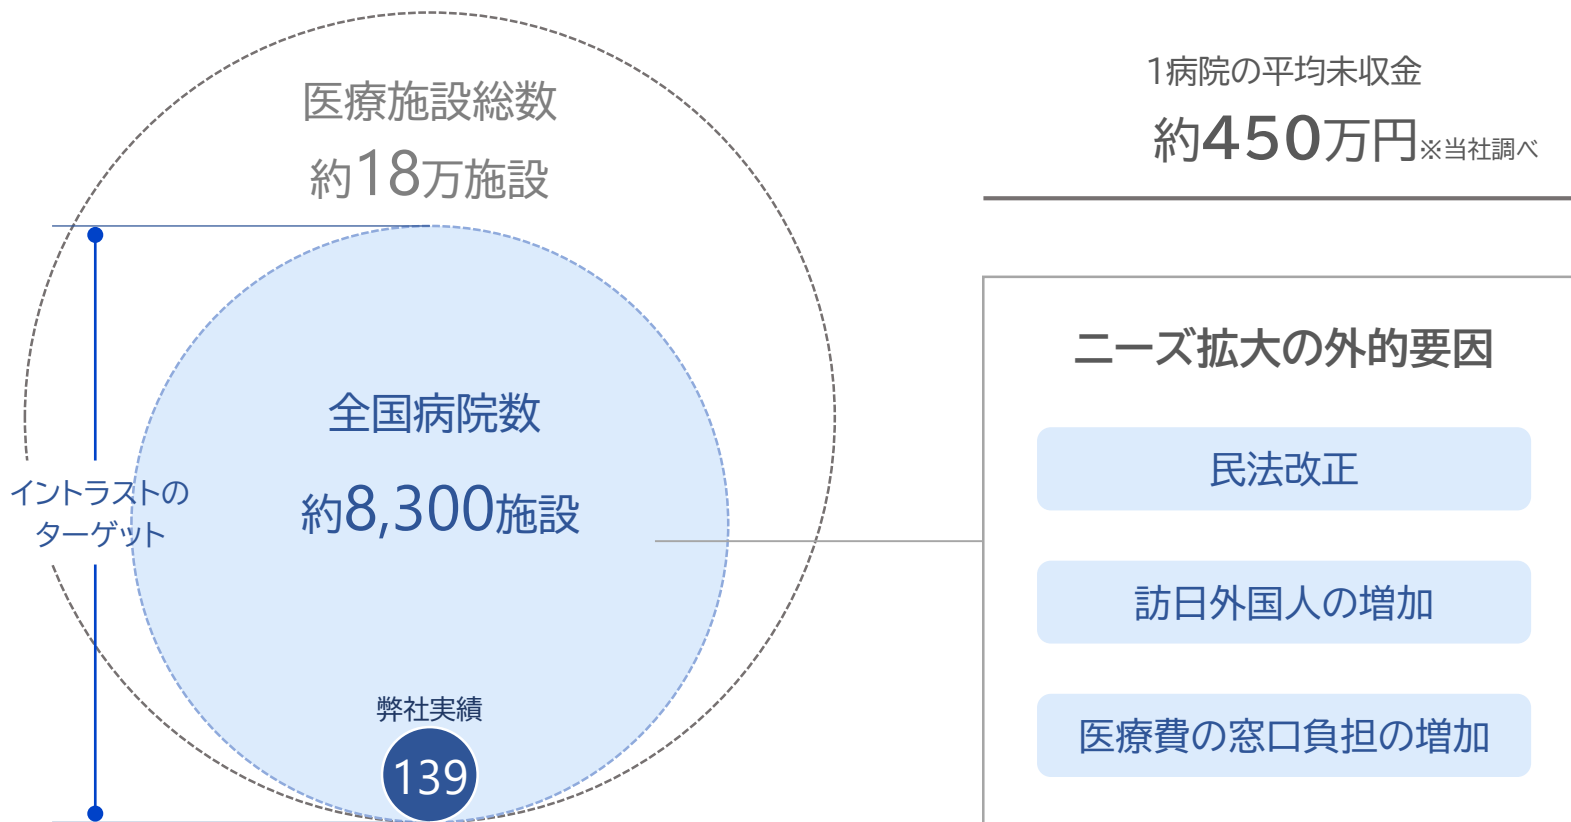 医療施設総数
約18万施設
全国病院数
約8,300施設
イントラストの
ターゲット
弊社実績
139
1病院の平均未収金
約450万円※当社調べ
ニーズ拡大の外的要因
民法改正
訪日外国人の増加
医療費の窓口負担の増加